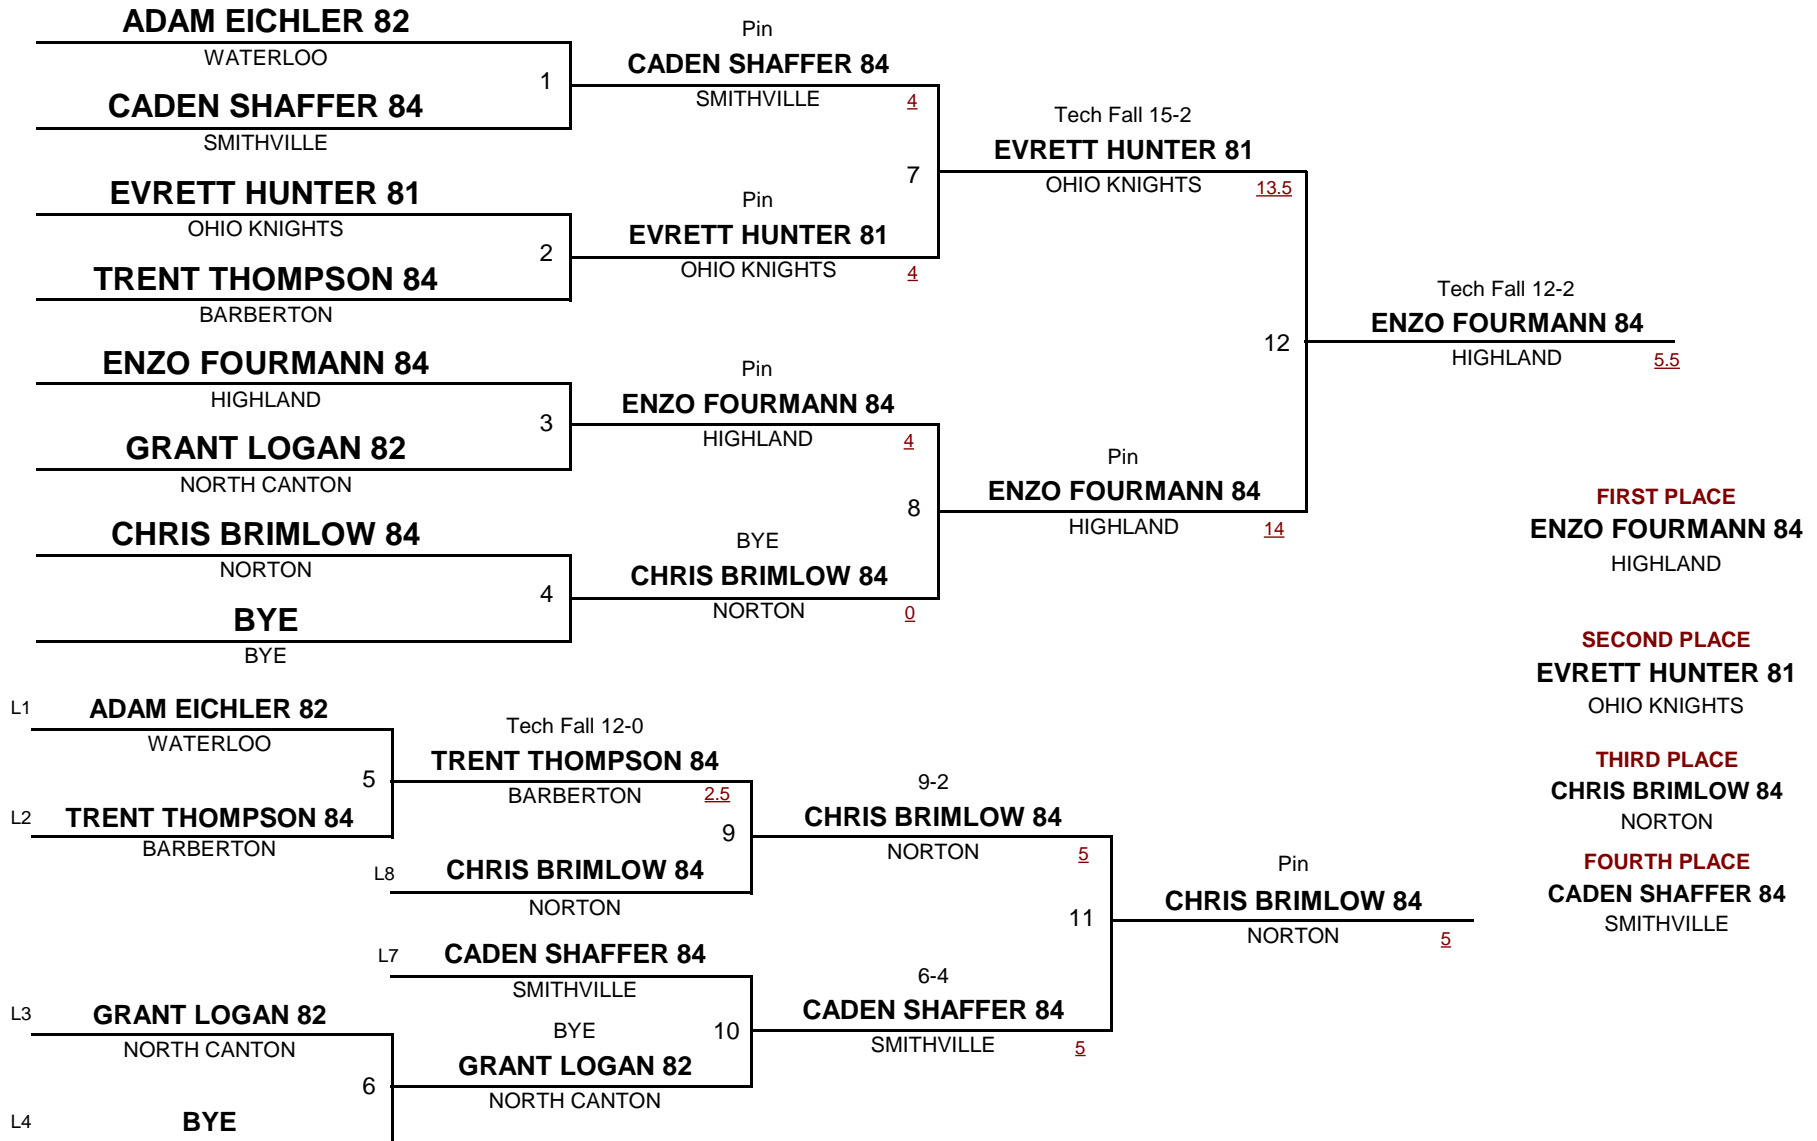 ADAM EICHLER 82
WATERLOO
1
CADEN SHAFFER 84
SMITHVILLE
EVRETT HUNTER 81
OHIO KNIGHTS
2
TRENT THOMPSON 84
BARBERTON
ENZO FOURMANN 84
HIGHLAND
3
GRANT LOGAN 82
NORTH CANTON
CHRIS BRIMLOW 84
NORTON
4
BYE
BYE
Pin
CADEN SHAFFER 84
SMITHVILLE 4
7
Pin
EVRETT HUNTER 81
OHIO KNIGHTS 4
Pin
ENZO FOURMANN 84
HIGHLAND 4
8
BYE
CHRIS BRIMLOW 84
NORTON 0
Tech Fall 15-2
EVRETT HUNTER 81
OHIO KNIGHTS 13.5
12
Pin
ENZO FOURMANN 84
HIGHLAND 14
Tech Fall 12-2
ENZO FOURMANN 84
HIGHLAND 5.5
FIRST PLACE
ENZO FOURMANN 84
HIGHLAND
SECOND PLACE
EVRETT HUNTER 81
OHIO KNIGHTS
THIRD PLACE
CHRIS BRIMLOW 84
NORTON
FOURTH PLACE
CADEN SHAFFER 84
SMITHVILLE
L1 ADAM EICHLER 82
WATERLOO
5
L2 TRENT THOMPSON 84
BARBERTON
L3 GRANT LOGAN 82
NORTH CANTON
6
L4 BYE
Tech Fall 12-0
TRENT THOMPSON 84
BARBERTON 2.5
9
L8 CHRIS BRIMLOW 84
NORTON
L7 CADEN SHAFFER 84
SMITHVILLE
BYE 10
GRANT LOGAN 82
NORTH CANTON
9-2
CHRIS BRIMLOW 84
NORTON 5
11
6-4
CADEN SHAFFER 84
SMITHVILLE 5
Pin
CHRIS BRIMLOW 84
NORTON 5